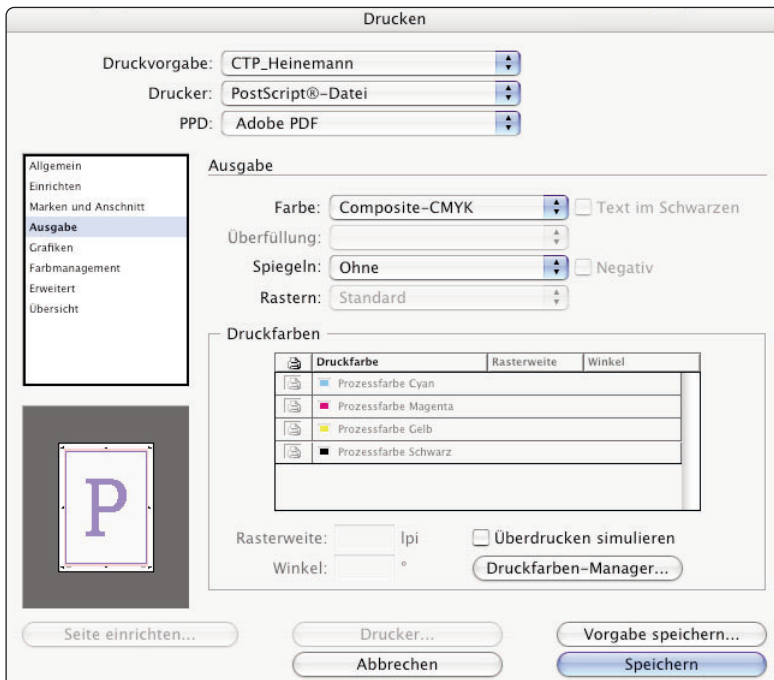 Drucken
Druckvorgabe: CTP_Heinemann
Drucker: PostScript®-Datei
PPD: Adobe PDF
Allgemein
Einrichten
Marken und Anschnitt
Ausgabe
Grafiken
Farbmanagement
Erweitert
Übersicht
Ausgabe
Farbe: Composite-CMYK Text im Schwarzen
Überfüllung:
Spiegeln: Ohne Negativ
Rastern: Standard
Druckfarben
Druckfarbe Rasterweite Winkel
Prozessfarbe Cyan
Prozessfarbe Magenta
Prozessfarbe Gelb
Prozessfarbe Schwarz
P
Rasterweite: lpi Überdrucken simulieren
Winkel: ° Druckfarben-Manager...
Seite einrichten... Drucker... Vorgabe speichern...
Abbrechen Speichern